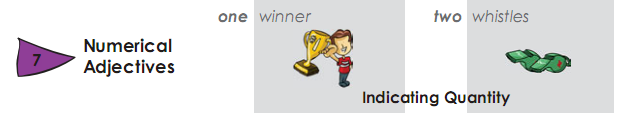 one winner
two whistles
7
Numerical
Adjectives
Indicating Quantity